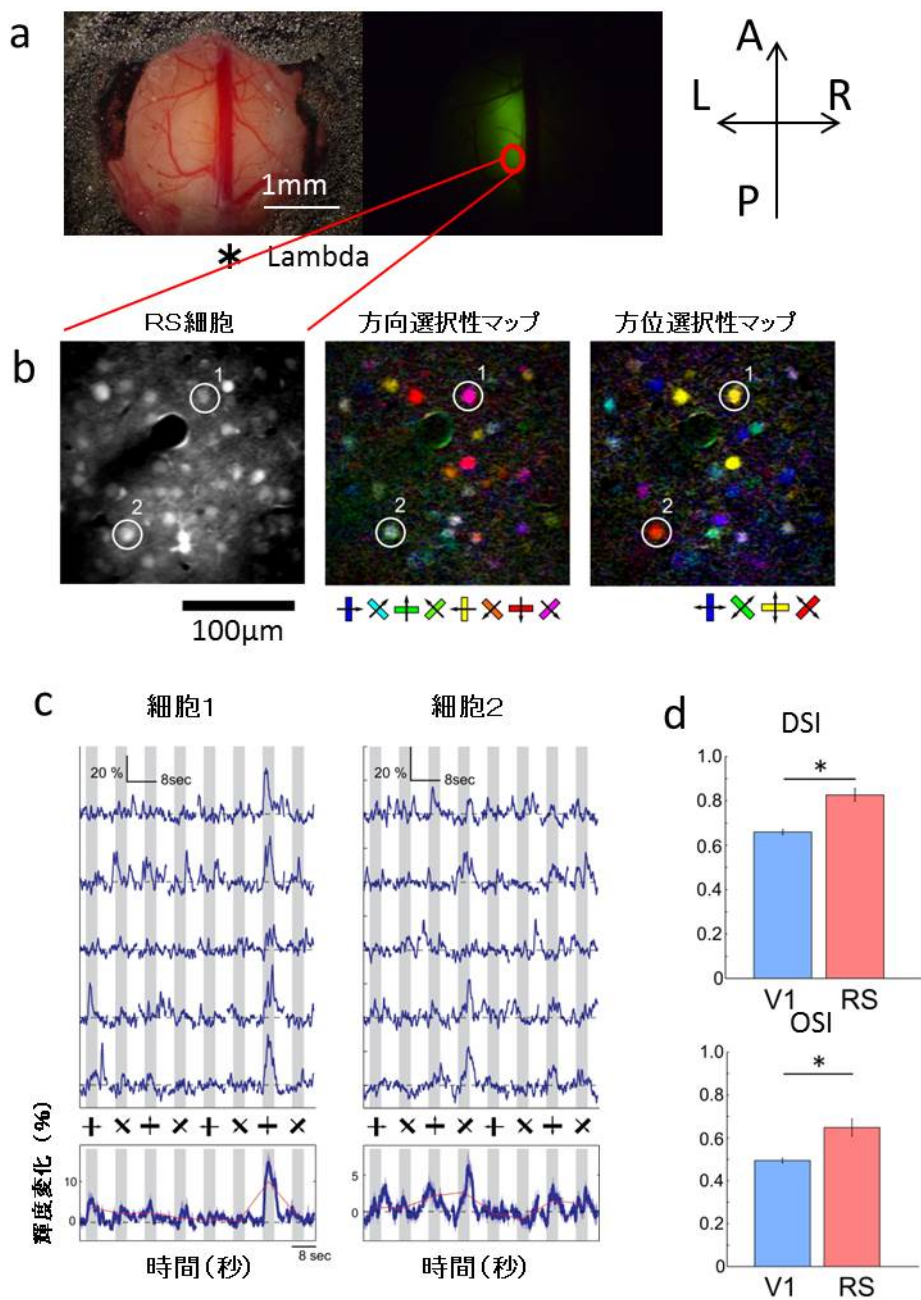 a
A
L R
P
1mm
* Lambda
RS細胞 方向選択性マップ 方位選択性マップ
b
1 1 1
2 2 2
100μm
c 細胞1 細胞2 d
DSI
20 % 8sec 20 % 8sec
1.0
*
0.8
0.6
0.4
0.2
0
V1 RS
OSI
1.0
*
0.8
0.6
0.4
0.2
0
V1 RS
輝度変化 (%)
10
0
5
0
8 sec
時間(秒) 時間(秒)